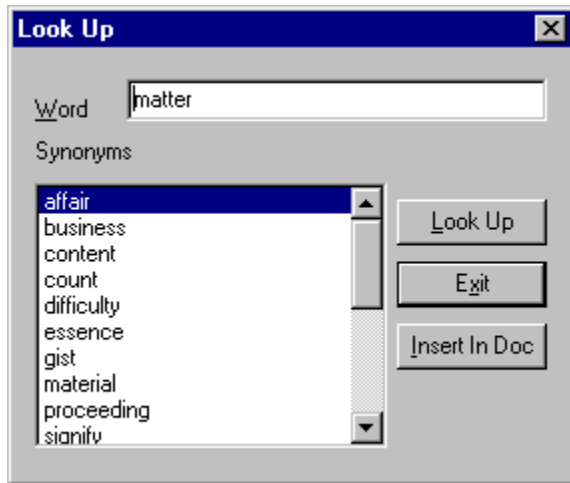 Look Up
Word matter
Synonyms
affair
business
content
count
difficulty
essence
gist
material
proceeding
signify
Look Up
Exit
Insert In Doc